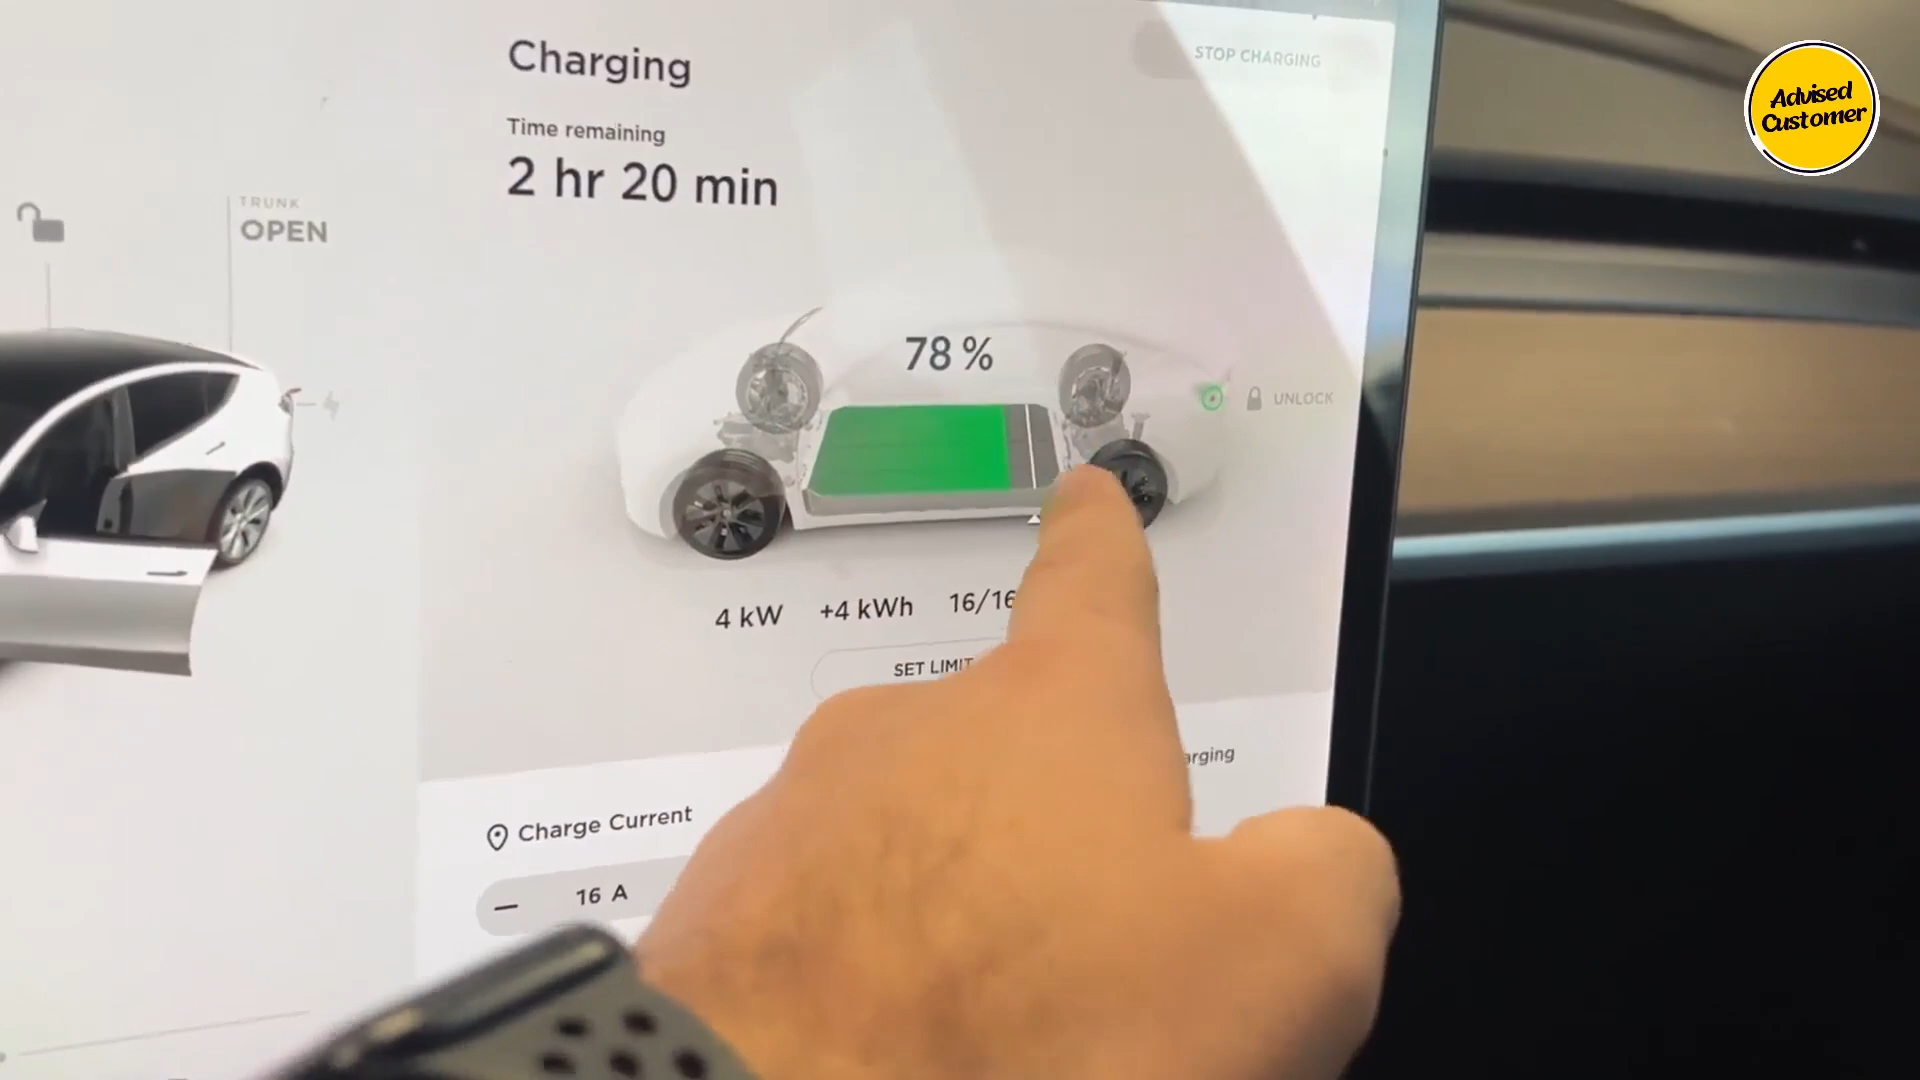 Charging
STOP CHARGING
Time remaining
2 hr 20 min
TRUNK
OPEN
78 %
UNLOCK
4 kW +4 kWh 16/16
SET LIMIT
arging
Charge Current
16 A
Advised
Customer